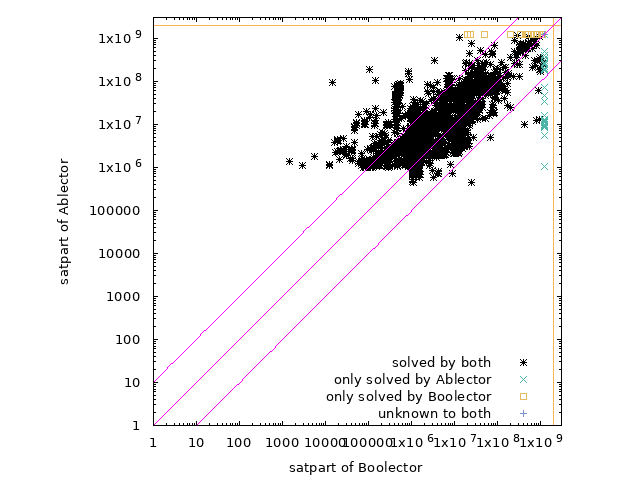 1x10 9
1x10 8
1x10 7
1x10 6
100000
10000
1000
100
10
1
satpart of Ablector
solved by both
only solved by Ablector
only solved by Boolector
unknown to both
1 10 100 1000 10000 100000 1x10 6 1x10 7 1x10 8 1x10 9
satpart of Boolector